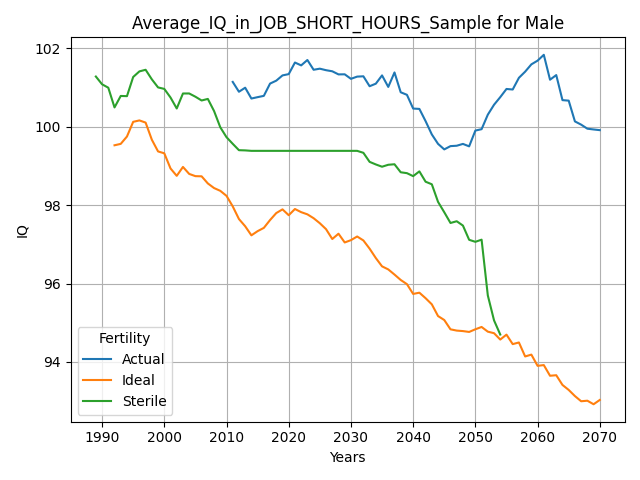 Average_IQ_in_JOB_SHORT_HOURS_Sample for Male
IQ
102
100
98
96
94
Fertility
Actual
Ideal
Sterile
1990 2000 2010 2020 2030 2040 2050 2060 2070
Years